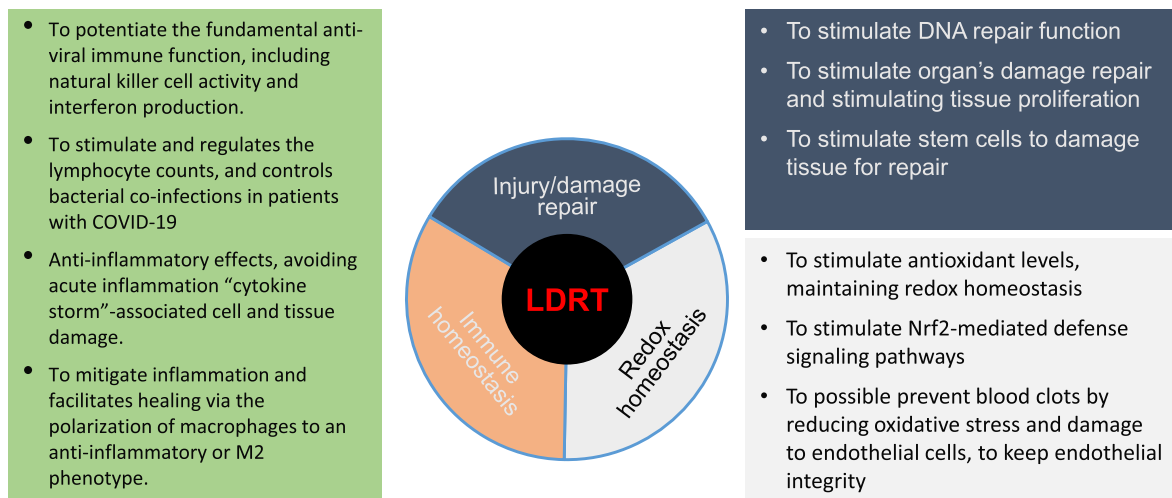 • To potentiate the fundamental anti-
viral immune function, including
natural killer cell activity and
interferon production.
• To stimulate and regulates the
lymphocyte counts, and controls
bacterial co-infections in patients
with COVID-19
• Anti-inflammatory effects, avoiding
acute inflammation “cytokine
storm”-associated cell and tissue
damage.
• To mitigate inflammation and
facilitates healing via the
polarization of macrophages to an
anti-inflammatory or M2
phenotype.
Injury/damage
repair
LDRT
Immune
homeostasis
Redox
homeostasis
• To stimulate DNA repair function
• To stimulate organ’s damage repair
and stimulating tissue proliferation
• To stimulate stem cells to damage
tissue for repair
• To stimulate antioxidant levels,
maintaining redox homeostasis
• To stimulate Nrf2-mediated defense
signaling pathways
• To possible prevent blood clots by
reducing oxidative stress and damage
to endothelial cells, to keep endothelial
integrity